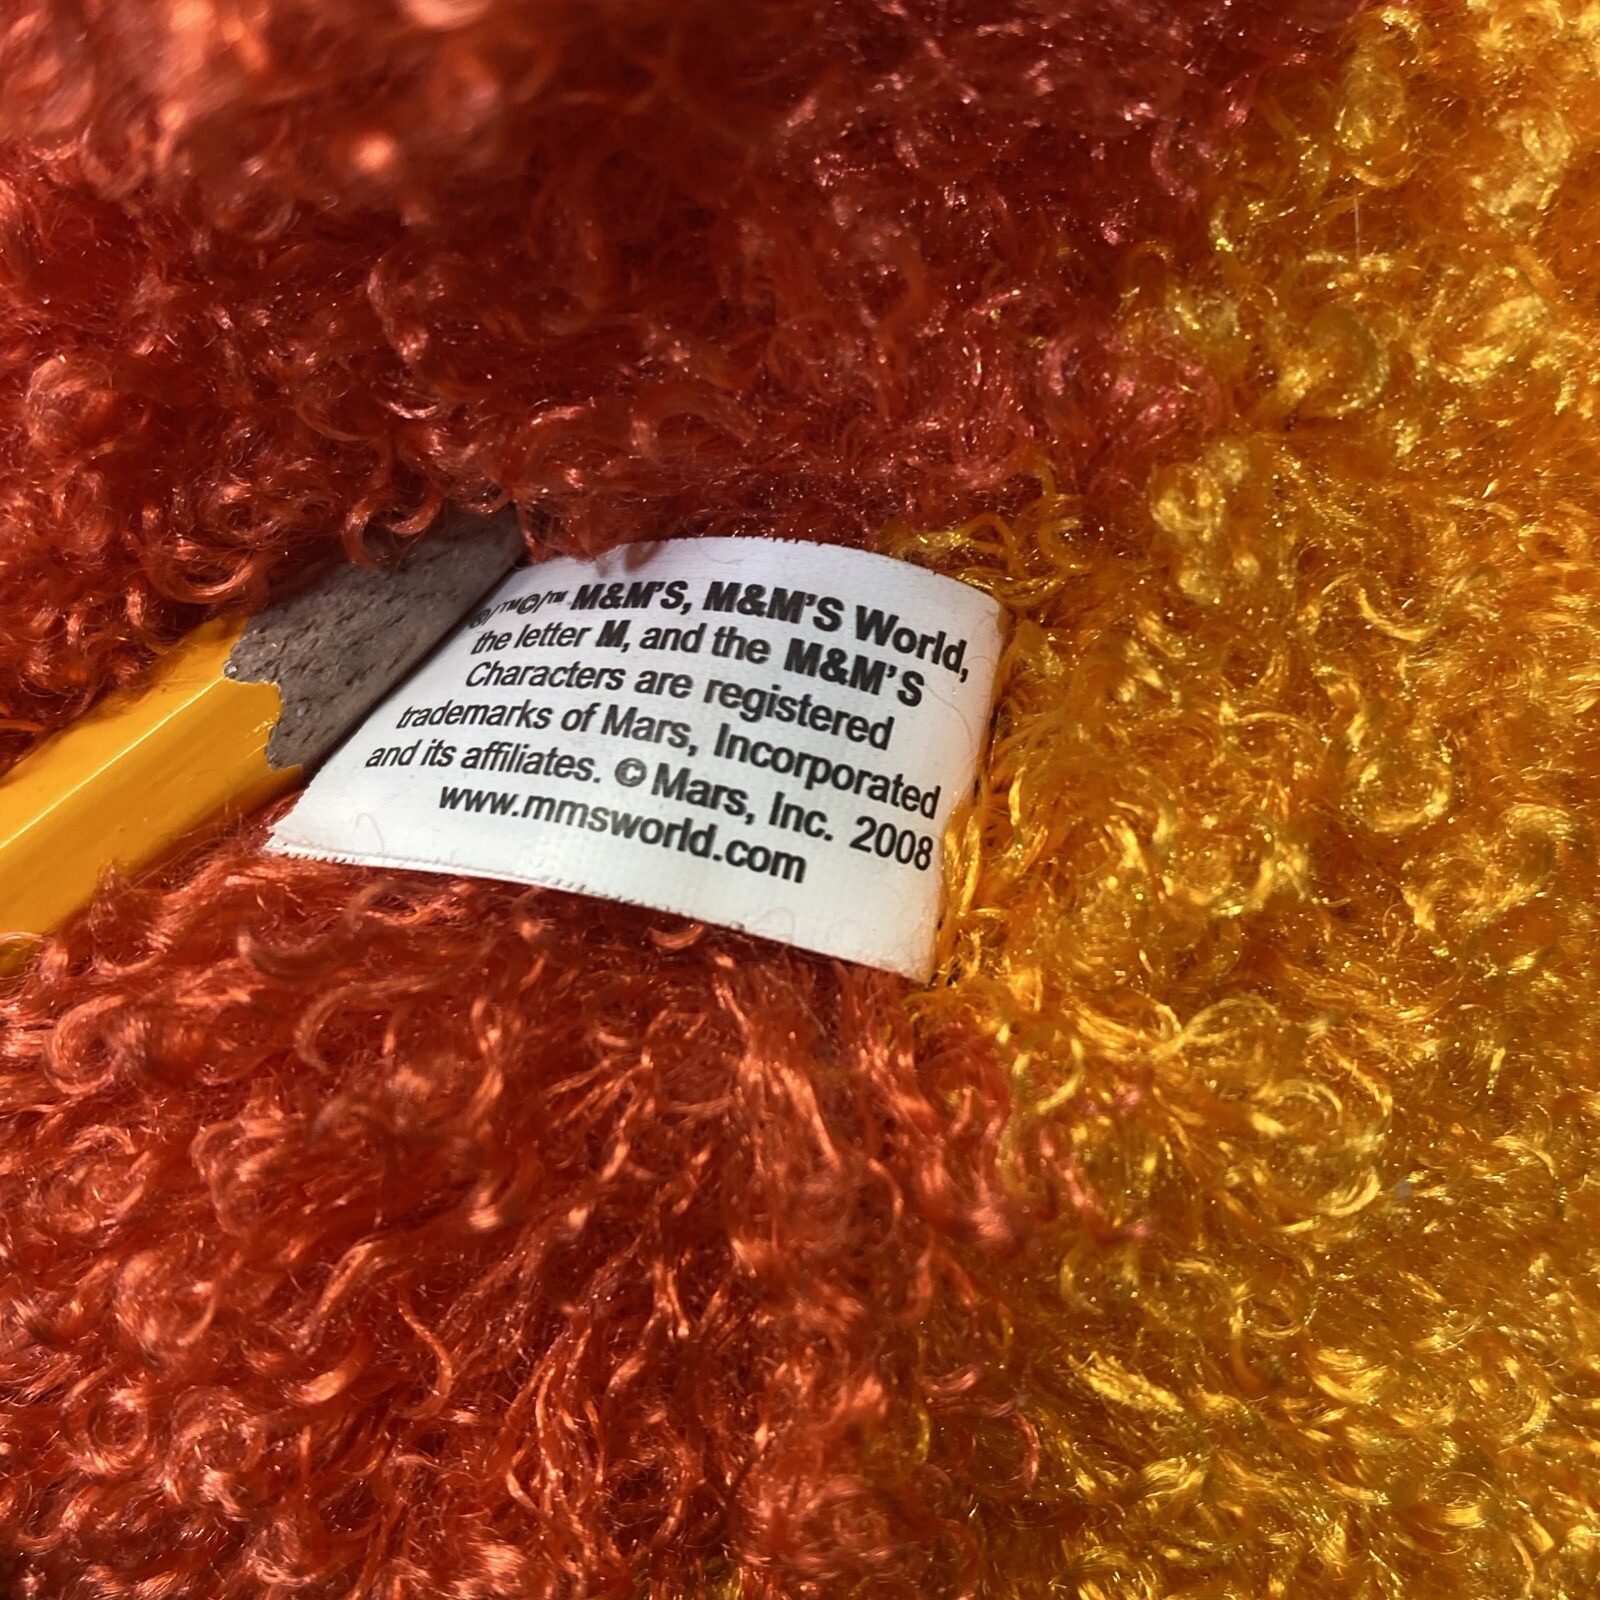 ®/™©/™ M&M'S, M&M'S World,
the letter M, and the M&M'S
Characters are registered
trademarks of Mars, Incorporated
and its affiliates. © Mars, Inc. 2008
www.mmsworld.com